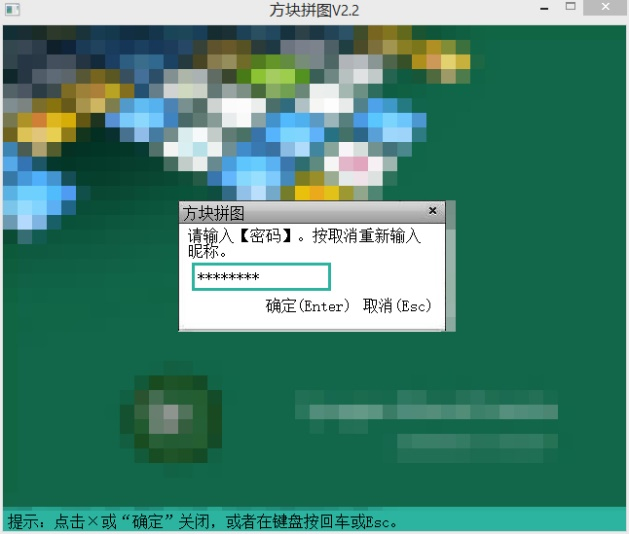 方块拼图V2.2
方块拼图
请输入【密码】。按取消重新输入
昵称。
********
确定(Enter) 取消(Esc)
提示：点击×或“确定”关闭，或者在键盘按回车或Esc。